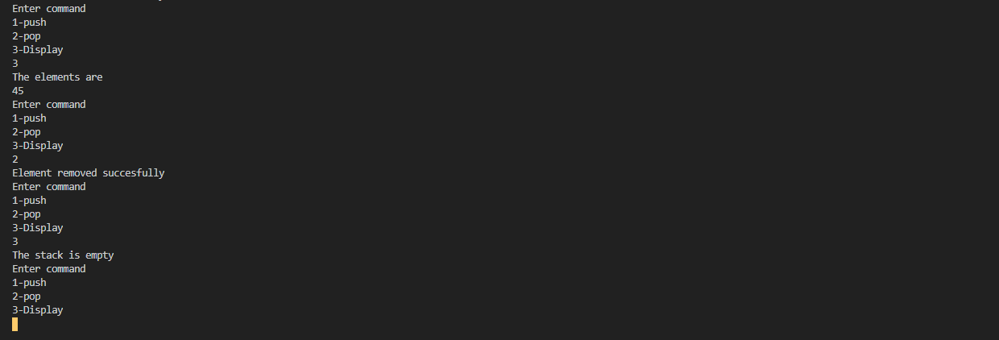 Enter command
1-push
2-pop
3-Display
3
The elements are
45
Enter command
1-push
2-pop
3-Display
2
Element removed succesfully
Enter command
1-push
2-pop
3-Display
3
The stack is empty
Enter command
1-push
2-pop
3-Display